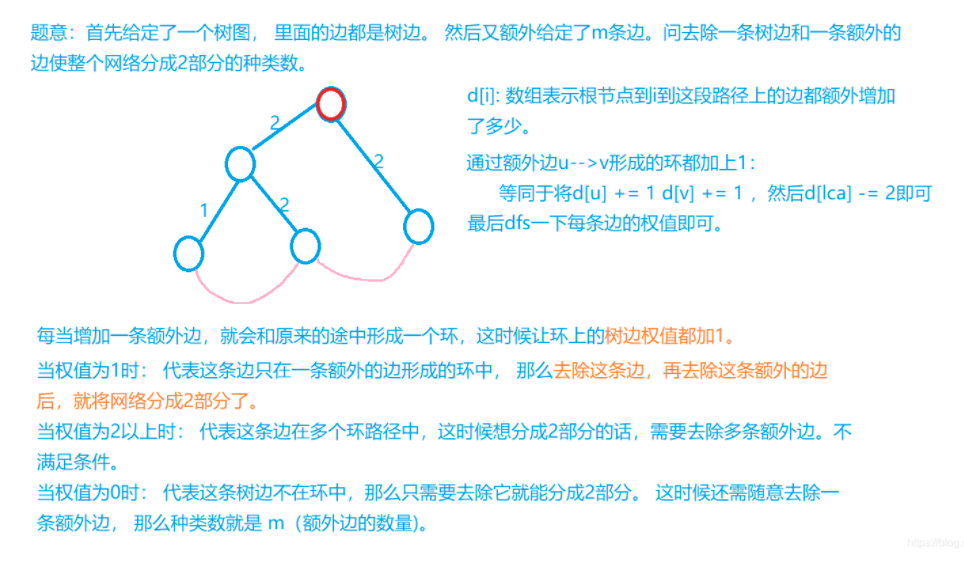 题意：首先给定了一个树图， 里面的边都是树边。 然后又额外给定了m条边。问去除一条树边和一条额外的
边使整个网络分成2部分的种类数。
d[i]: 数组表示根节点到i到这段路径上的边都额外增加
了多少。
2
2
通过额外边u-->v形成的环都加上1：
等同于将d[u] += 1 d[v] += 1 ，然后d[lca] -= 2即可
1
2
最后dfs一下每条边的权值即可。
每当增加一条额外边，就会和原来的途中形成一个环，这时候让环上的树边权值都加1。
当权值为1时： 代表这条边只在一条额外的边形成的环中， 那么去除这条边，再去除这条额外的边
后，就将网络分成2部分了。
当权值为2以上时： 代表这条边在多个环路径中，这时候想分成2部分的话，需要去除多条额外边。不
满足条件。
当权值为0时： 代表这条树边不在环中，那么只需要去除它就能分成2部分。 这时候还需随意去除一
条额外边， 那么种类数就是 m（额外边的数量)。